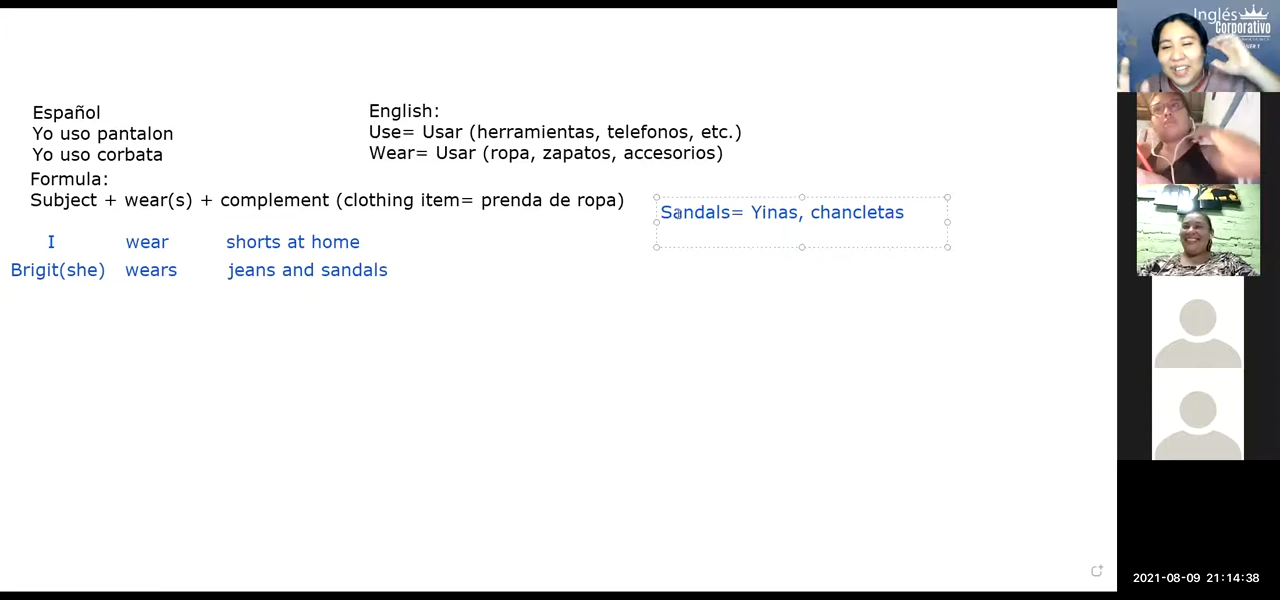 Español
Yo uso pantalon
Yo uso corbata
English:
Use= Usar (herramientas, telefonos, etc.)
Wear= Usar (ropa, zapatos, accesorios)
Formula:
Subject + wear(s) + complement (clothing item= prenda de ropa)
Sandals= Yinas, chancletas
I wear shorts at home
Brigit(she) wears jeans and sandals
Inglés
Corporativo
2021-08-09 21:14:38